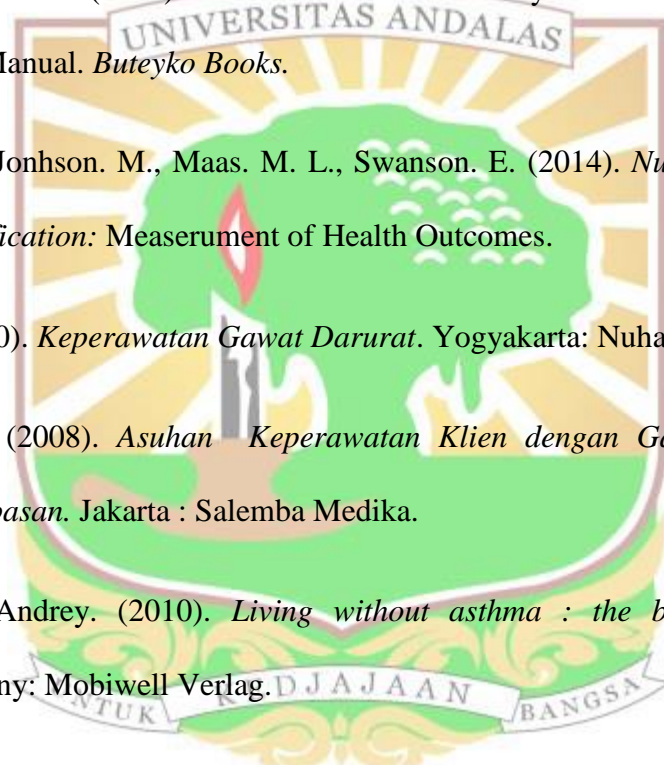 UNIVERSITAS ANDALAS
Manual. Buteyko Books.
Jonhson. M., Maas. M. L., Swanson. E. (2014). Nu
fication: Measerument of Health Outcomes.
0). Keperawatan Gawat Darurat. Yogyakarta: Nuha
(2008). Asuhan Keperawatan Klien dengan Ga
pasan. Jakarta : Salemba Medika.
Andrey. (2010). Living without asthma : the b
ny: Mobiwell Verlag.
UNTUK KEDJAJAAN BANGSA